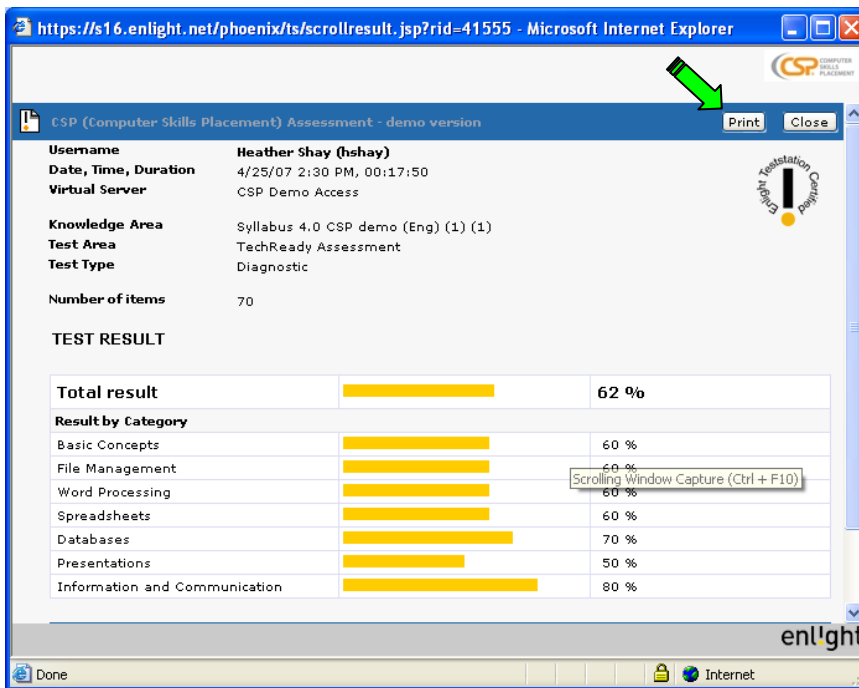 https://s16.enlight.net/phoenix/ts/scrollresult.jsp?rid=41555 - Microsoft Internet Explorer
CSP COMPUTER SKILLS PLACEMENT
CSP (Computer Skills Placement) Assessment - demo version Print Close
Username Heather Shay (hshay)
Date, Time, Duration 4/25/07 2:30 PM, 00:17:50
Virtual Server CSP Demo Access
Enlight Teststation Certified
Knowledge Area Syllabus 4.0 CSP demo (Eng) (1) (1)
Test Area TechReady Assessment
Test Type Diagnostic
Number of items 70
TEST RESULT
Total result 62 %
Result by Category
Basic Concepts 60 %
File Management 60 %
Scrolling Window Capture (Ctrl + F10)
Word Processing 60 %
Spreadsheets 60 %
Databases 70 %
Presentations 50 %
Information and Communication 80 %
enl!ght
Done Internet